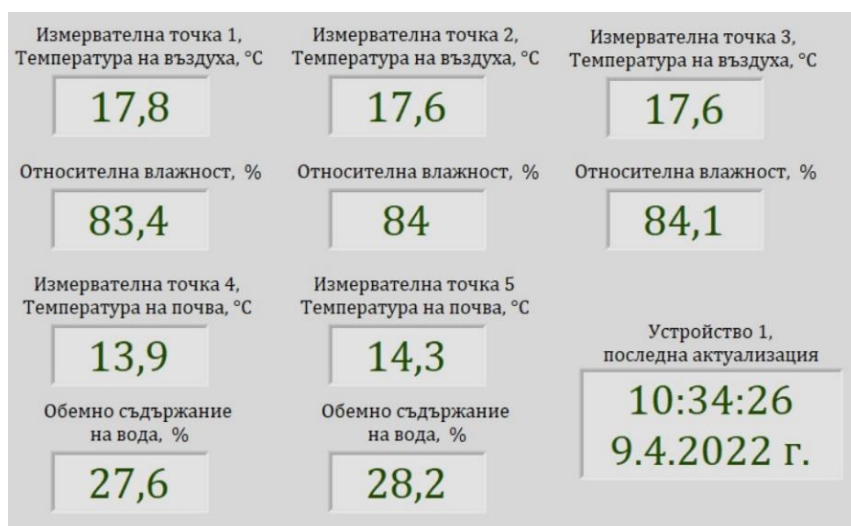 Измервателна точка 1,
Температура на въздуха, °C
17,8
Измервателна точка 2,
Температура на въздуха, °C
17,6
Измервателна точка 3,
Температура на въздуха, °C
17,6
Относителна влажност, %
83,4
Относителна влажност, %
84
Относителна влажност, %
84,1
Измервателна точка 4,
Температура на почва, °C
13,9
Измервателна точка 5
Температура на почва, °C
14,3
Обемно съдържание
на вода, %
27,6
Обемно съдържание
на вода, %
28,2
Устройство 1,
последна актуализация
10:34:26
9.4.2022 г.